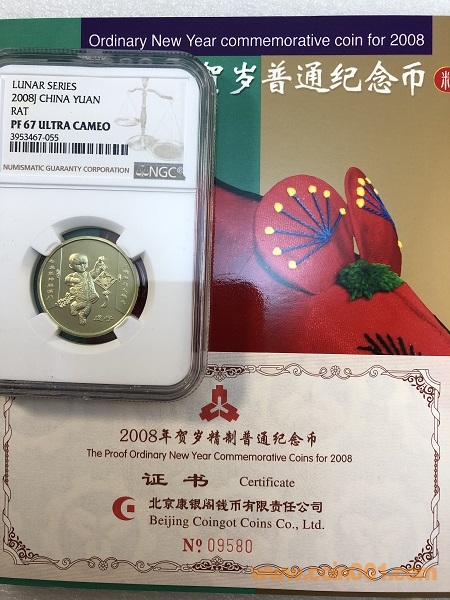 Ordinary New Year commemorative coin for 2008
贺岁普通纪念币
LUNAR SERIES
2008J CHINA YUAN
RAT
PF 67 ULTRA CAMEO
3953467-055
NUMISMATIC GUARANTY CORPORATION
NGC
2008年贺岁精制普通纪念币
The Proof Ordinary New Year Commemorative Coins for 2008
证书 Certificate
北京康银阁钱币有限责任公司
Beijing Coingot Coins Co., Ltd.
No 09580